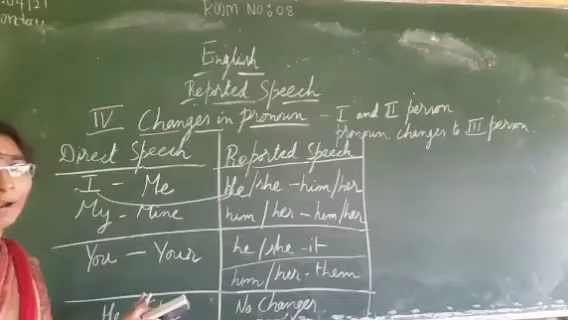 Room No:08
English
Reported Speech
IV Changes in Pronoun - I and II person
pronoun changes to III person.
Direct Speech
Reported Speech
I - Me
He/she - him/her
My - Mine
him/her - him/her
You - Your
he/she - it
him/her - them
He
No Changes